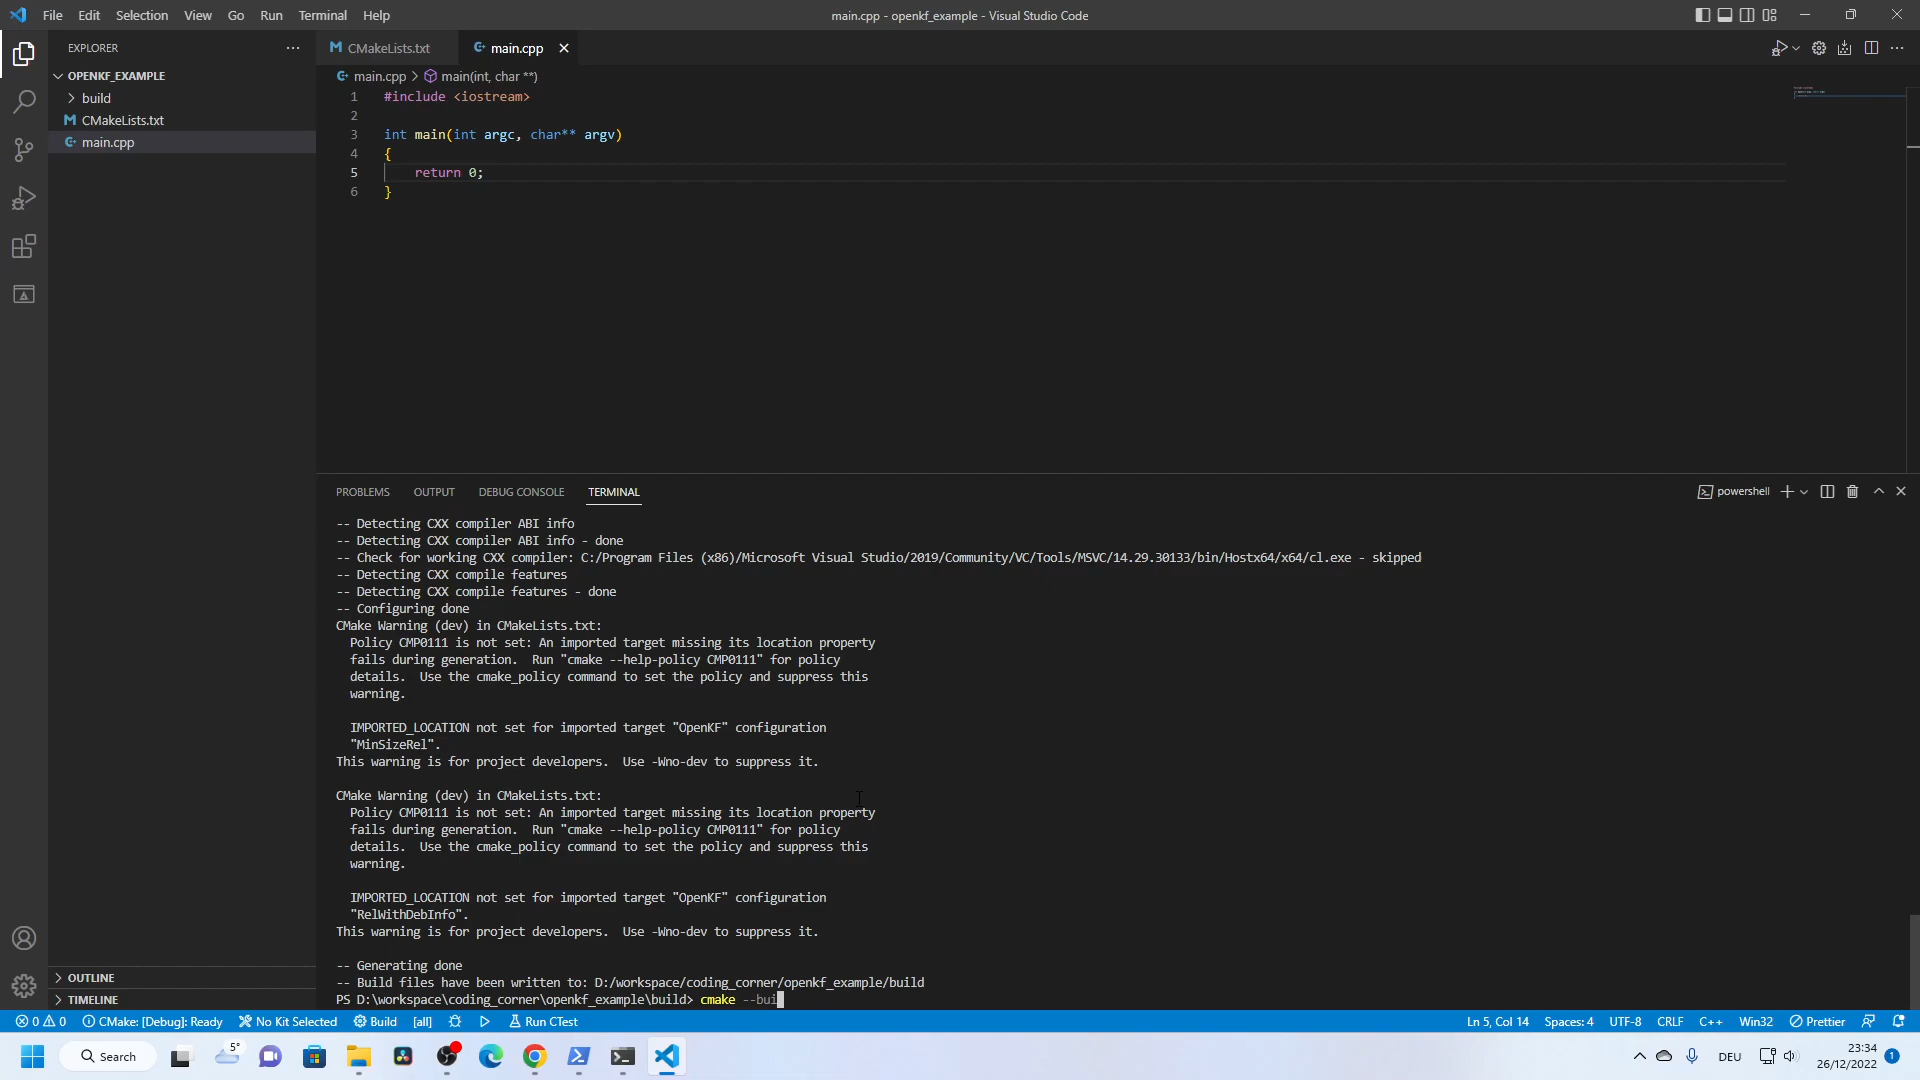 File Edit Selection View Go Run Terminal Help
main.cpp - openkf_example - Visual Studio Code
EXPLORER
OPENKF_EXAMPLE
build
CMakeLists.txt
main.cpp
CMakeLists.txt main.cpp
main.cpp > main(int, char **)
1 #include <iostream>
2
3 int main(int argc, char** argv)
4 {
5 return 0;
6 }
PROBLEMS OUTPUT DEBUG CONSOLE TERMINAL
powershell
-- Detecting CXX compiler ABI info
-- Detecting CXX compiler ABI info - done
-- Check for working CXX compiler: C:/Program Files (x86)/Microsoft Visual Studio/2019/Community/VC/Tools/MSVC/14.29.30133/bin/Hostx64/x64/cl.exe - skipped
-- Detecting CXX compile features
-- Detecting CXX compile features - done
-- Configuring done
CMake Warning (dev) in CMakeLists.txt:
Policy CMP0111 is not set: An imported target missing its location property
fails during generation. Run "cmake --help-policy CMP0111" for policy
details. Use the cmake_policy command to set the policy and suppress this
warning.
IMPORTED_LOCATION not set for imported target "OpenKF" configuration
"MinSizeRel".
This warning is for project developers. Use -Wno-dev to suppress it.
CMake Warning (dev) in CMakeLists.txt:
Policy CMP0111 is not set: An imported target missing its location property
fails during generation. Run "cmake --help-policy CMP0111" for policy
details. Use the cmake_policy command to set the policy and suppress this
warning.
IMPORTED_LOCATION not set for imported target "OpenKF" configuration
"RelWithDebInfo".
This warning is for project developers. Use -Wno-dev to suppress it.
-- Generating done
-- Build files have been written to: D:/workspace/coding_corner/openkf_example/build
PS D:\workspace\coding_corner\openkf_example\build> cmake --bui
OUTLINE
TIMELINE
0 0 CMake: [Debug]: Ready No Kit Selected Build [all] Run CTest
Ln 5, Col 14 Spaces: 4 UTF-8 CRLF C++ Win32 Prettier
Search 5° DEU 23:34
26/12/2022 1